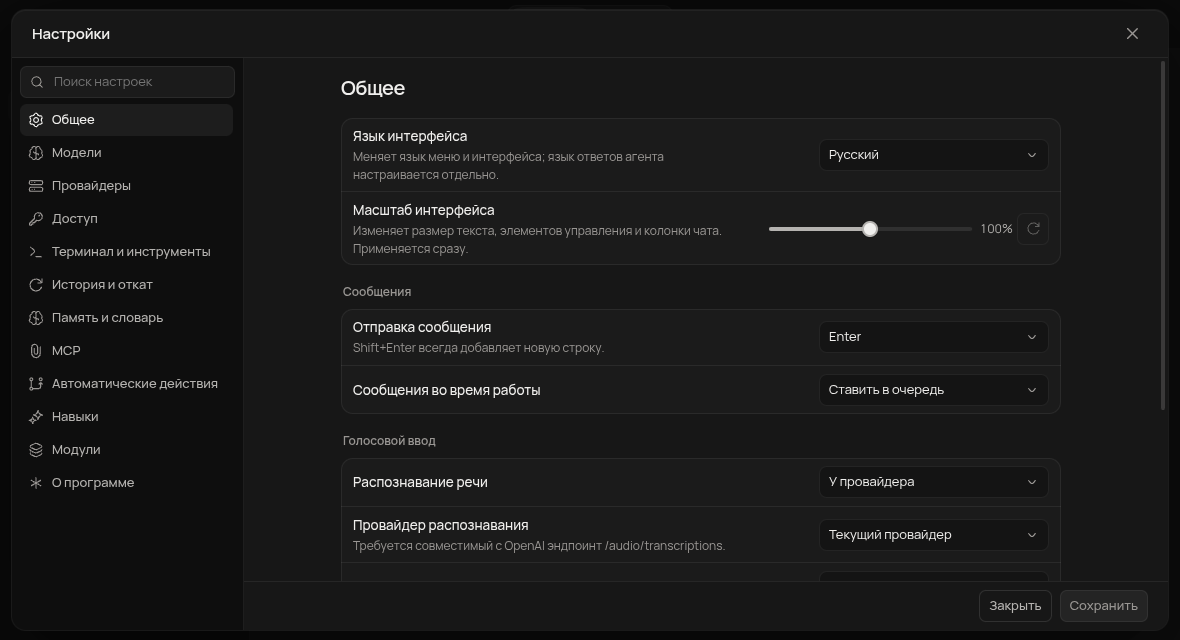 Настройки
Поиск настроек
Общее
Модели
Провайдеры
Доступ
Терминал и инструменты
История и откат
Память и словарь
MCP
Автоматические действия
Навыки
Модули
О программе
Общее
Язык интерфейса
Меняет язык меню и интерфейса; язык ответов агента
настраивается отдельно.
Русский
Масштаб интерфейса
Изменяет размер текста, элементов управления и колонки чата.
Применяется сразу.
100%
Сообщения
Отправка сообщения
Shift+Enter всегда добавляет новую строку.
Enter
Сообщения во время работы
Ставить в очередь
Голосовой ввод
Распознавание речи
У провайдера
Провайдер распознавания
Требуется совместимый с OpenAI эндпоинт /audio/transcriptions.
Текущий провайдер
Закрыть
Сохранить